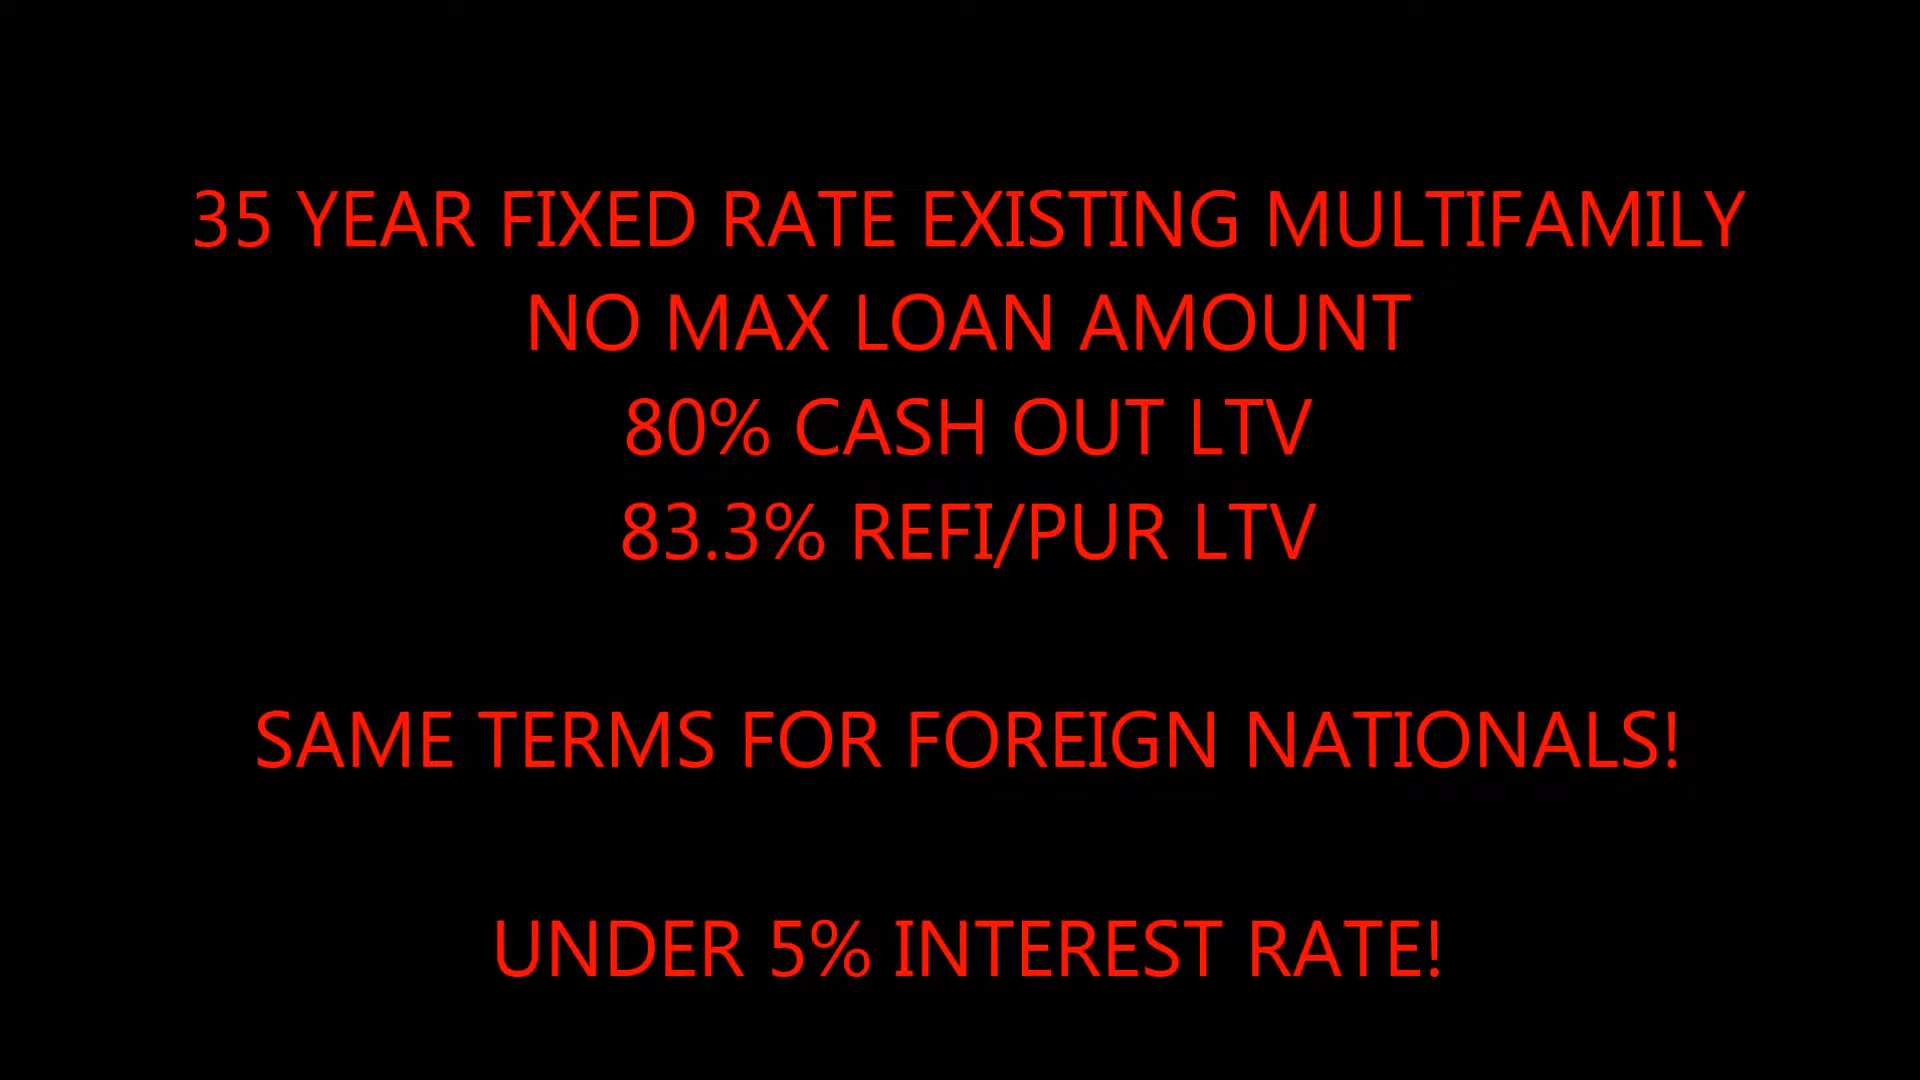 35 YEAR FIXED RATE EXISTING MULTIFAMILY
NO MAX LOAN AMOUNT
80% CASH OUT LTV
83.3% REFI/PUR LTV
SAME TERMS FOR FOREIGN NATIONALS!
UNDER 5% INTEREST RATE!